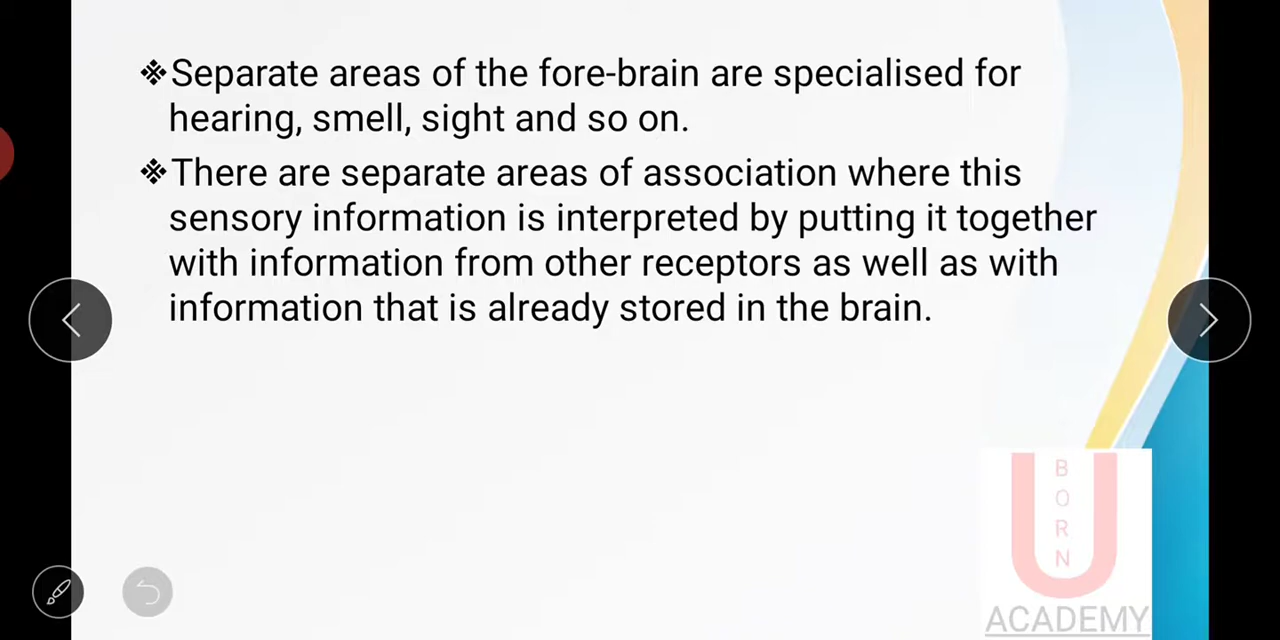 ❖Separate areas of the fore-brain are specialised for
hearing, smell, sight and so on.
❖There are separate areas of association where this
sensory information is interpreted by putting it together
with information from other receptors as well as with
information that is already stored in the brain.
U
B
O
R
N
ACADEMY